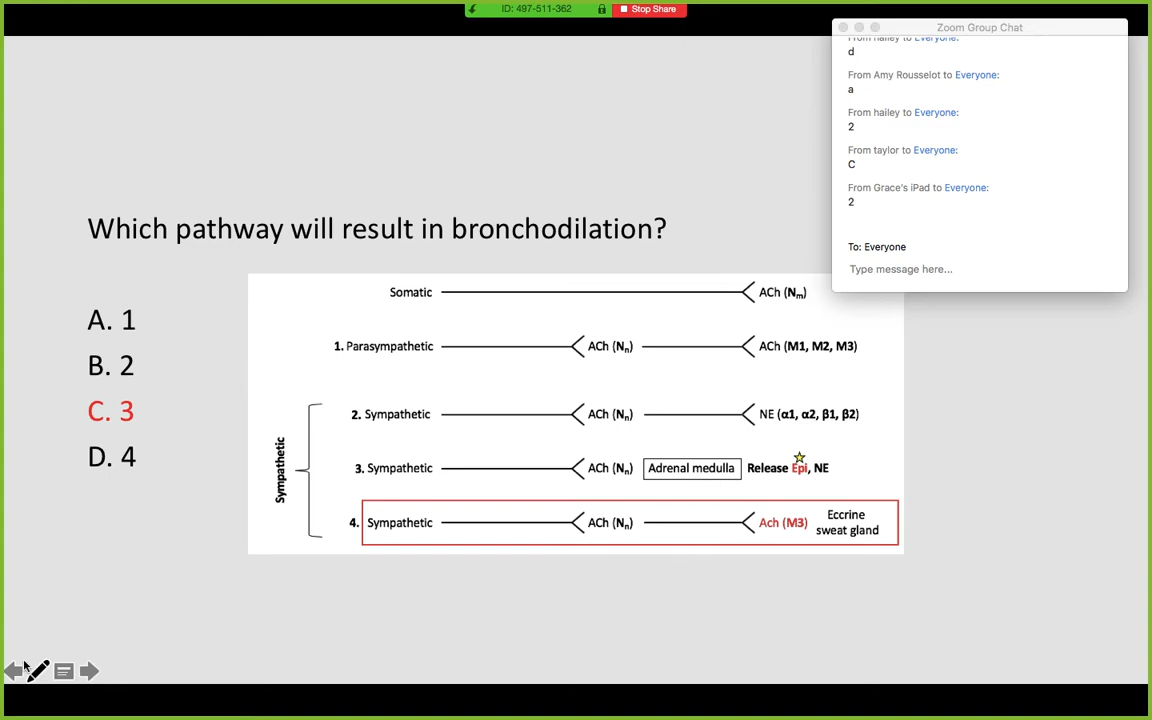 ID: 497-511-362
Stop Share
Zoom Group Chat
From hailey to Everyone:
d
From Amy Rousselot to Everyone:
a
From hailey to Everyone:
2
From taylor to Everyone:
C
From Grace's iPad to Everyone:
2
To: Everyone
Type message here...
Which pathway will result in bronchodilation?
A. 1
B. 2
C. 3
D. 4
Somatic ACh (Nm)
1. Parasympathetic ACh (Nn) ACh (M1, M2, M3)
Sympathetic
2. Sympathetic ACh (Nn) NE (α1, α2, β1, β2)
3. Sympathetic ACh (Nn) Adrenal medulla Release Epi, NE
4. Sympathetic ACh (Nn) Ach (M3) Eccrine
sweat gland